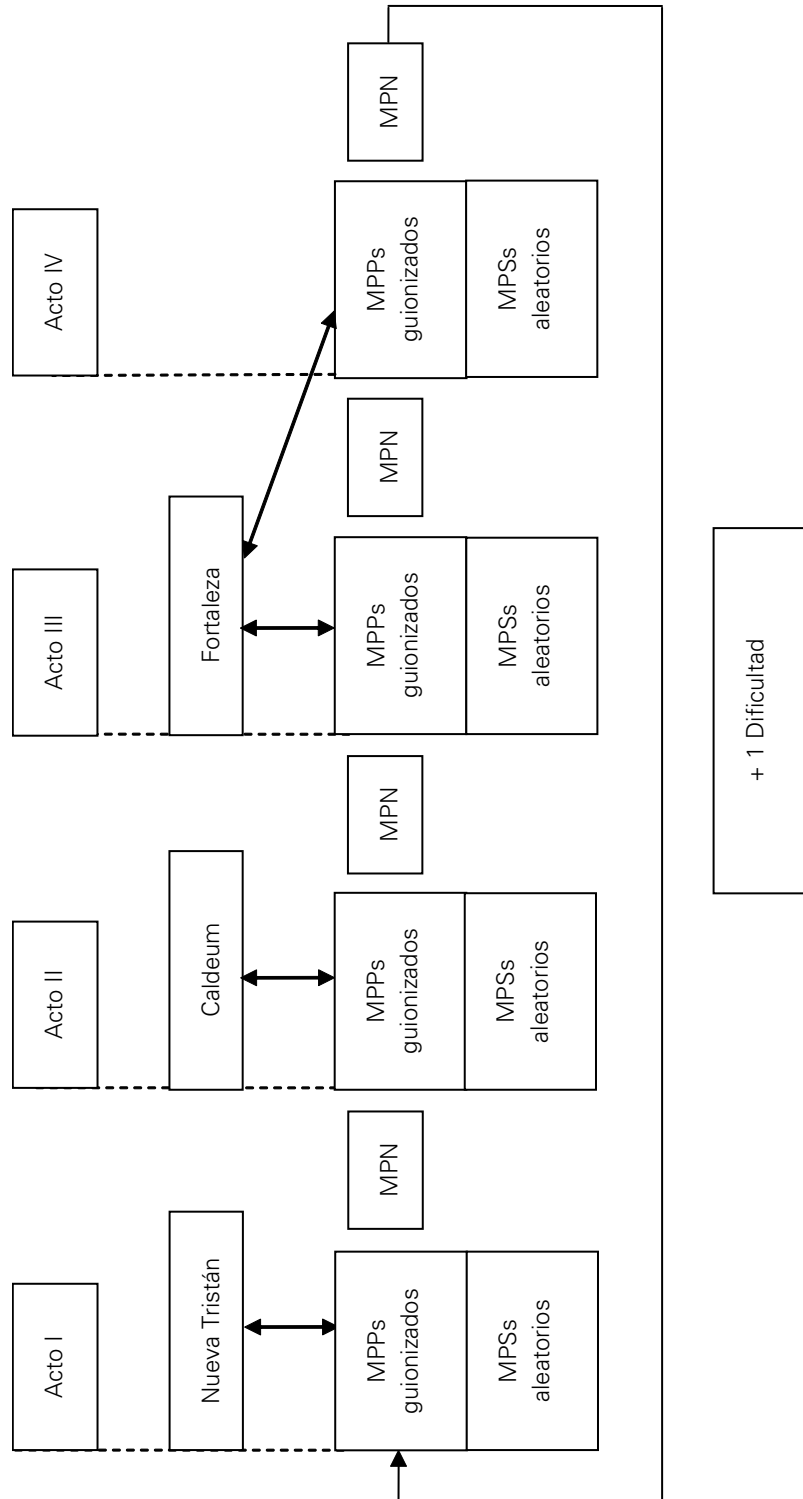 Acto I
Acto II
Acto III
Acto IV
Nueva Tristán
Caldeum
Fortaleza
MPPs
guionizados
MPSs
aleatorios
MPN
MPPs
guionizados
MPSs
aleatorios
MPN
MPPs
guionizados
MPSs
aleatorios
MPN
MPPs
guionizados
MPSs
aleatorios
MPN
+ 1 Dificultad